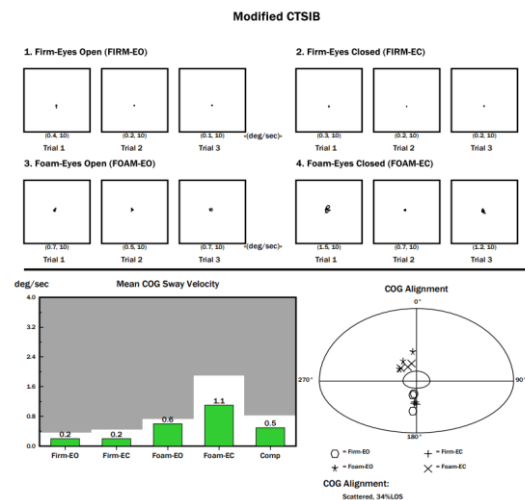 Modified CTSIB
1. Firm-Eyes Open (FIRM-EO)
2. Firm-Eyes Closed (FIRM-EC)
(0.4, 10) (0.2, 10) (0.1, 10) «(deg/sec)» (0.3, 10) (0.2, 10) (0.2, 10)
Trial 1 Trial 2 Trial 3 Trial 1 Trial 2 Trial 3
3. Foam-Eyes Open (FOAM-EO)
4. Foam-Eyes Closed (FOAM-EC)
(0.7, 10) (0.5, 10) (0.7, 10) «(deg/sec)» (1.5, 10) (0.7, 10) (1.2, 10)
Trial 1 Trial 2 Trial 3 Trial 1 Trial 2 Trial 3
deg/sec
Mean COG Sway Velocity
4.0
3.2
2.4
1.6
0.8
0.0
0.2 0.2 0.6 1.1 0.5
Firm-EO Firm-EC Foam-EO Foam-EC Comp
COG Alignment
0°
270°
90°
180°
= Firm-EO
= Firm-EC
= Foam-EO
= Foam-EC
COG Alignment:
Scattered, 34%LOS